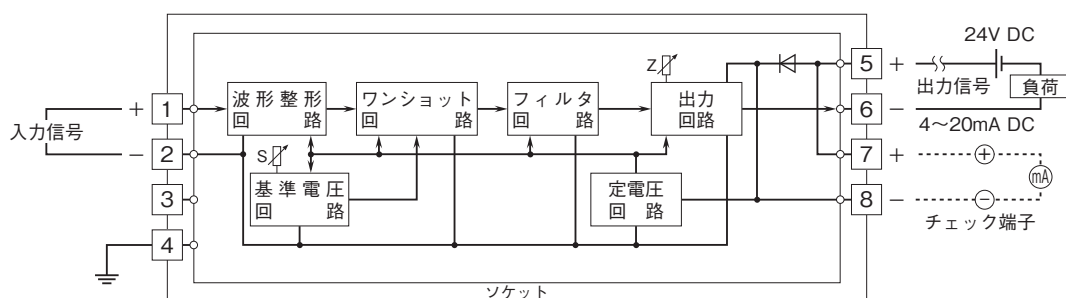 24V DC
5 +
出力信号
負荷
Z
+ 1
波形整形
回路
ワンショット
回路
フィルタ
回路
出力
回路
6 −
入力信号
4～20mA DC
− 2
7 +
+
S
mA
3
基準電圧
回路
定電圧
回路
8 −
−
チェック端子
4
ソケット